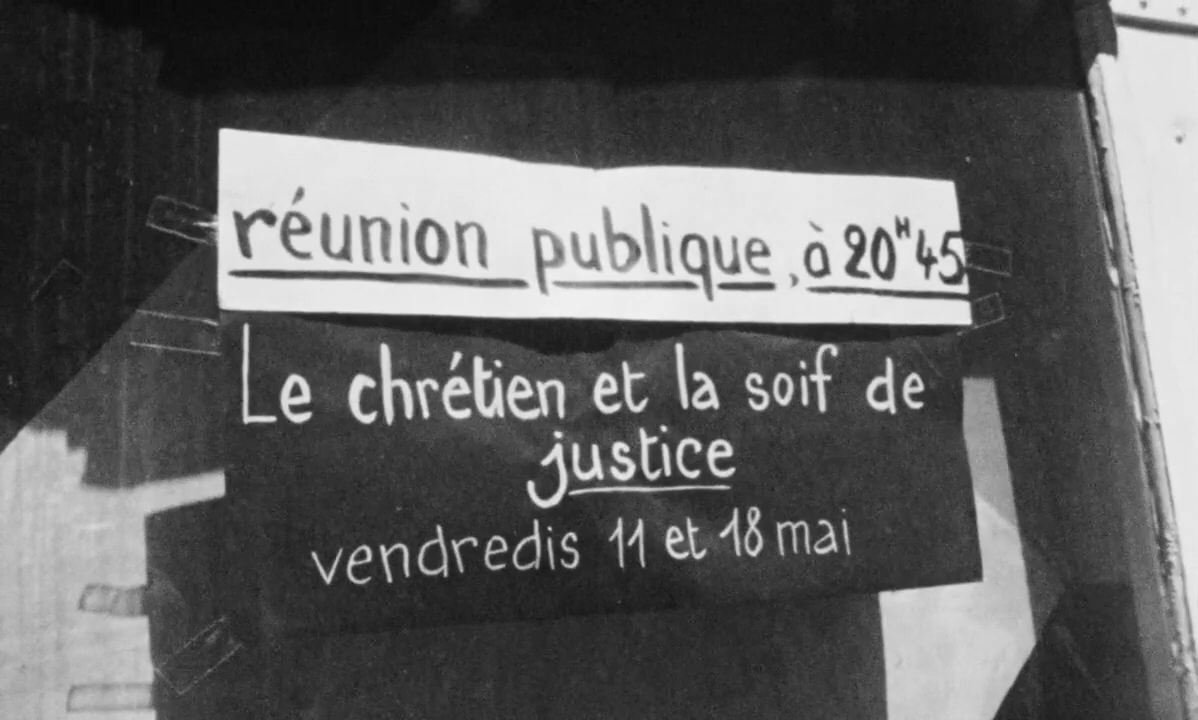 réunion publique, à 20H45
Le chrétien et la soif de
justice
vendredis 11 et 18 mai